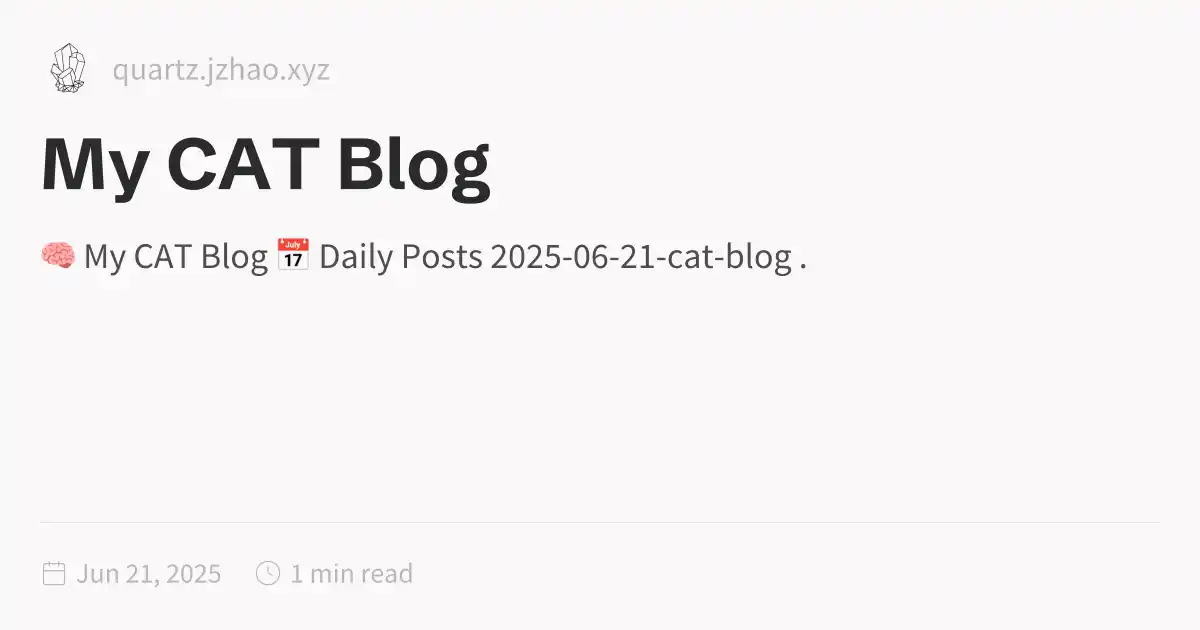 quartz.jzhao.xyz
My CAT Blog
🧠 My CAT Blog 📅 Daily Posts 2025-06-21-cat-blog .
Jun 21, 2025 1 min read